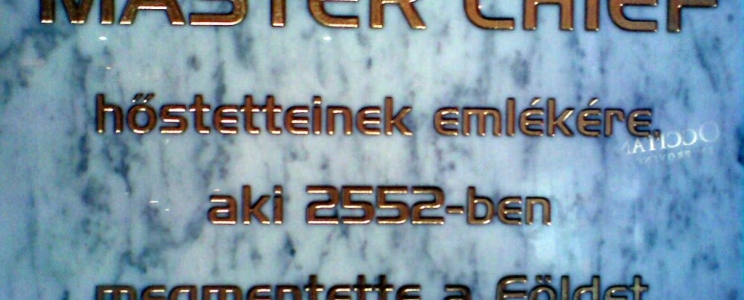 MASTER CHIEF
hőstetteinek emlékére,
aki 2552-ben
megmentette a Földet